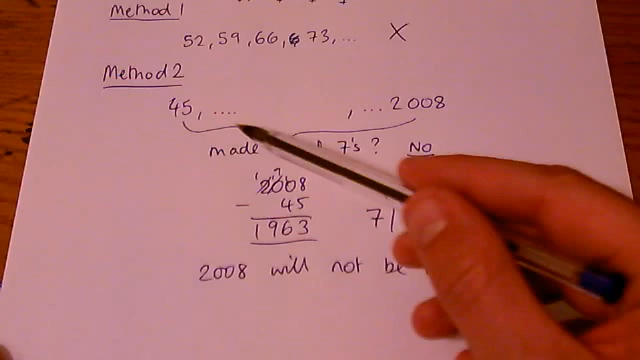 Method 1
52, 59, 66, 73, ...
Method 2
45, .... , ... 2008
made 7's? NO
2008
- 45
1963
71
2008 will not be